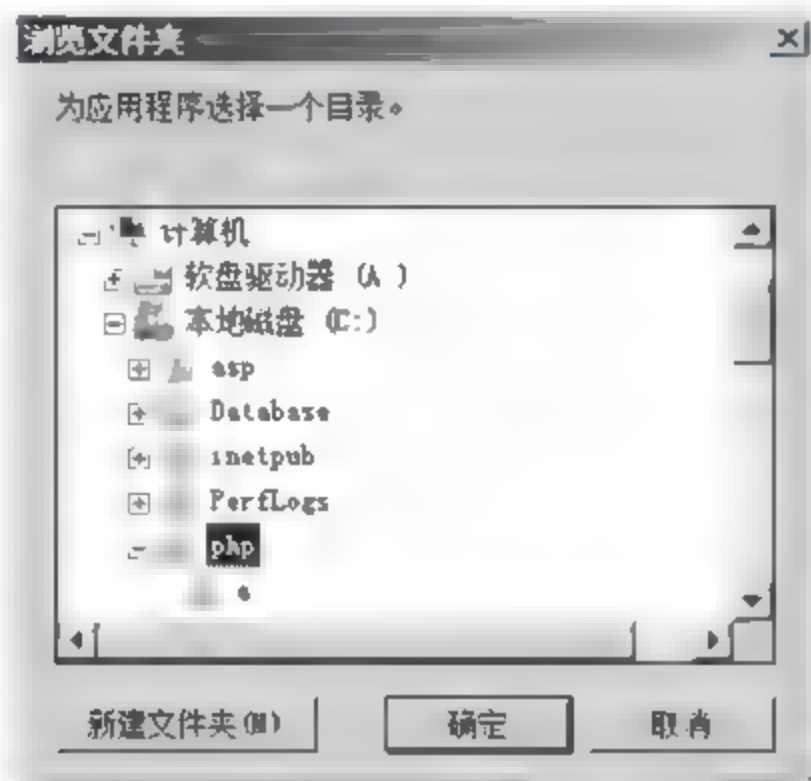 浏览文件夹
为应用程序选择一个目录。
计算机
软盘驱动器 (A )
本地磁盘 (C:)
asp
Database
inetpub
PerfLogs
php
新建文件夹(M)
确定
取消